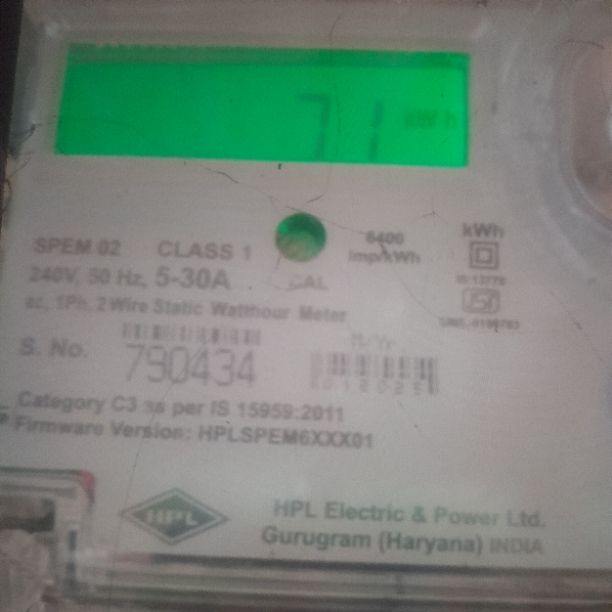 71 kWh
SPEM 02 CLASS 1
6400
imp/kWh
kWh
240V, 50 Hz, 5-30A
CAL
ac, 1Ph, 2 Wire Static Watthour Meter
S. No.
790434
M/Yr.
Category C3 as per IS 15959:2011
Firmware Version: HPLSPEM6XXX01
HPL
HPL Electric & Power Ltd.
Gurugram (Haryana) INDIA